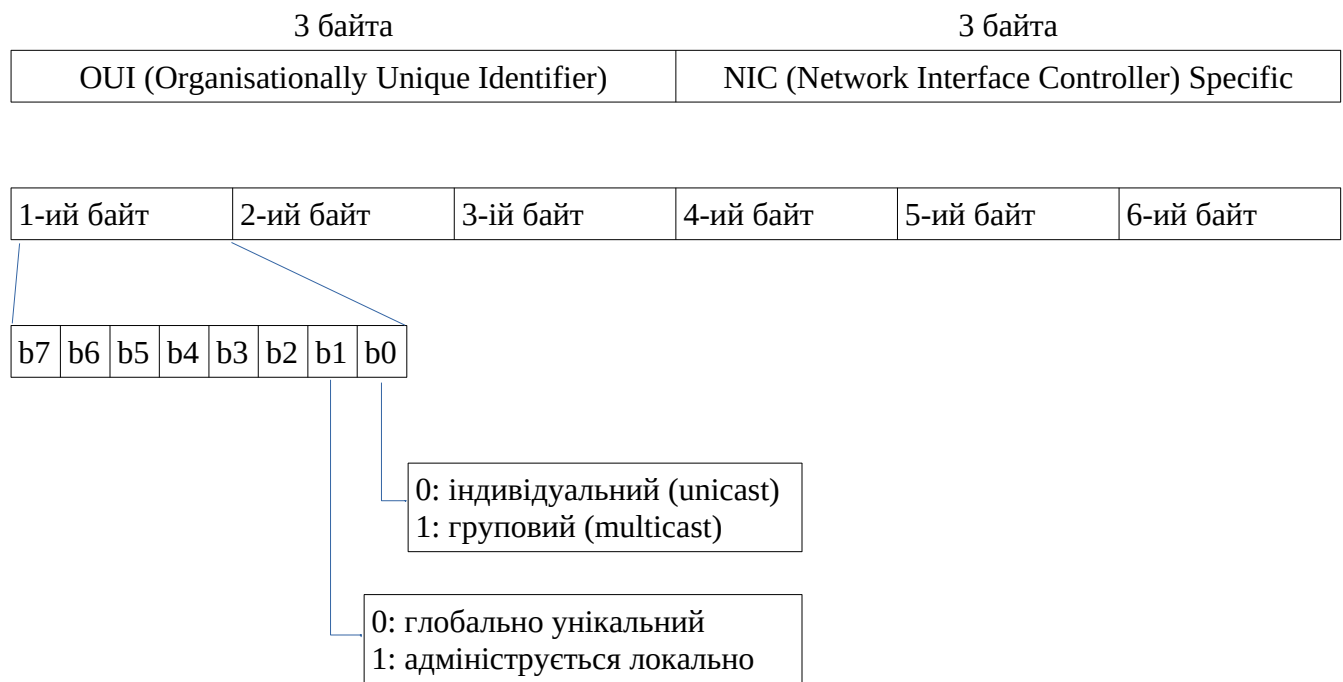 3 байта 3 байта
OUI (Organisationally Unique Identifier) NIC (Network Interface Controller) Specific
1-ий байт 2-ий байт 3-ій байт 4-ий байт 5-ий байт 6-ий байт
b7 b6 b5 b4 b3 b2 b1 b0
0: індивідуальний (unicast)
1: груповий (multicast)
0: глобально унікальний
1: адмініструється локально